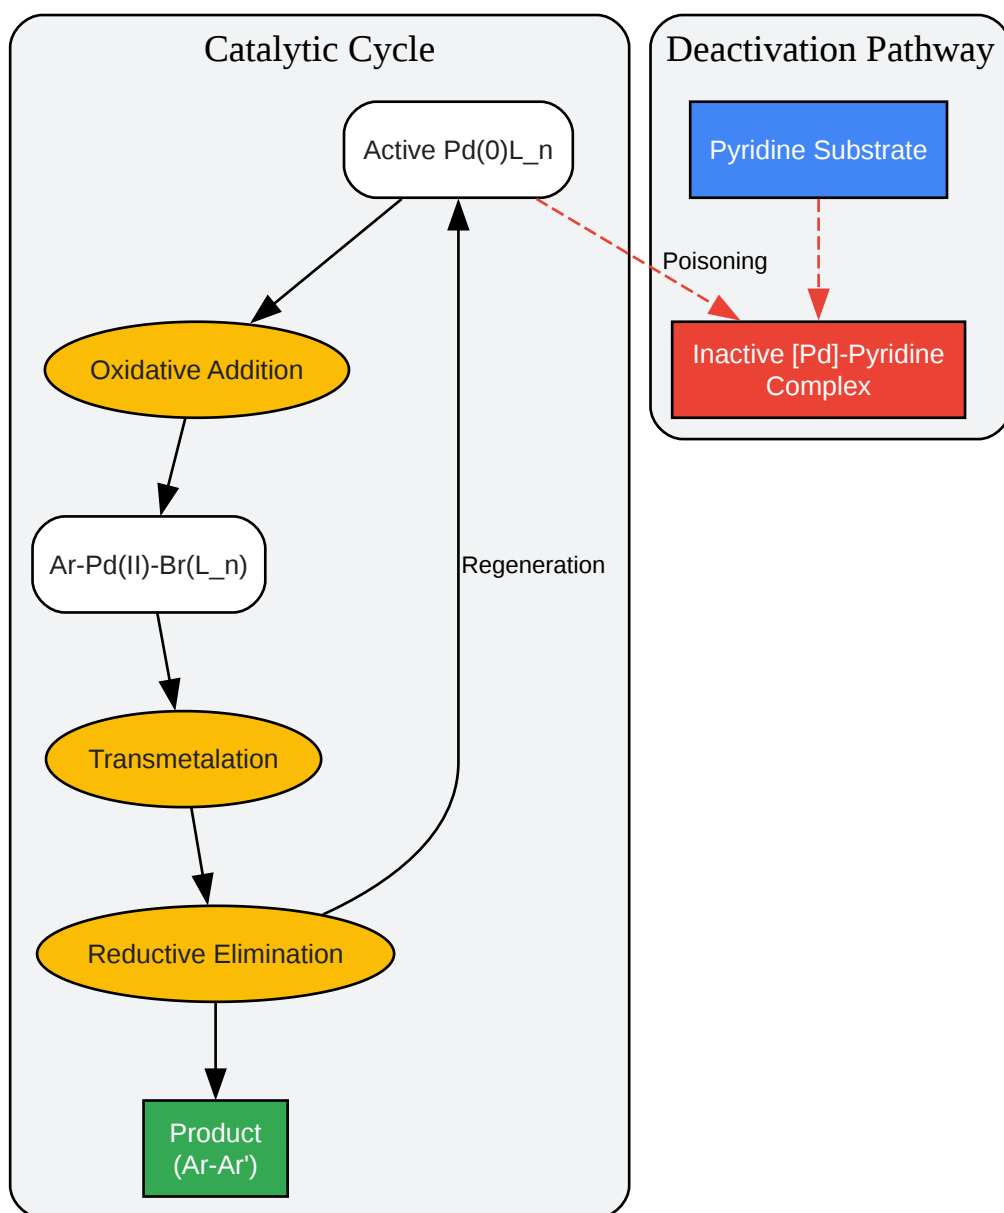 Catalytic Cycle
Active Pd(0)L_n
Oxidative Addition
Ar-Pd(II)-Br(L_n)
Regeneration
Transmetalation
Reductive Elimination
Product
(Ar-Ar')
Deactivation Pathway
Pyridine Substrate
Poisoning
Inactive [Pd]-Pyridine
Complex